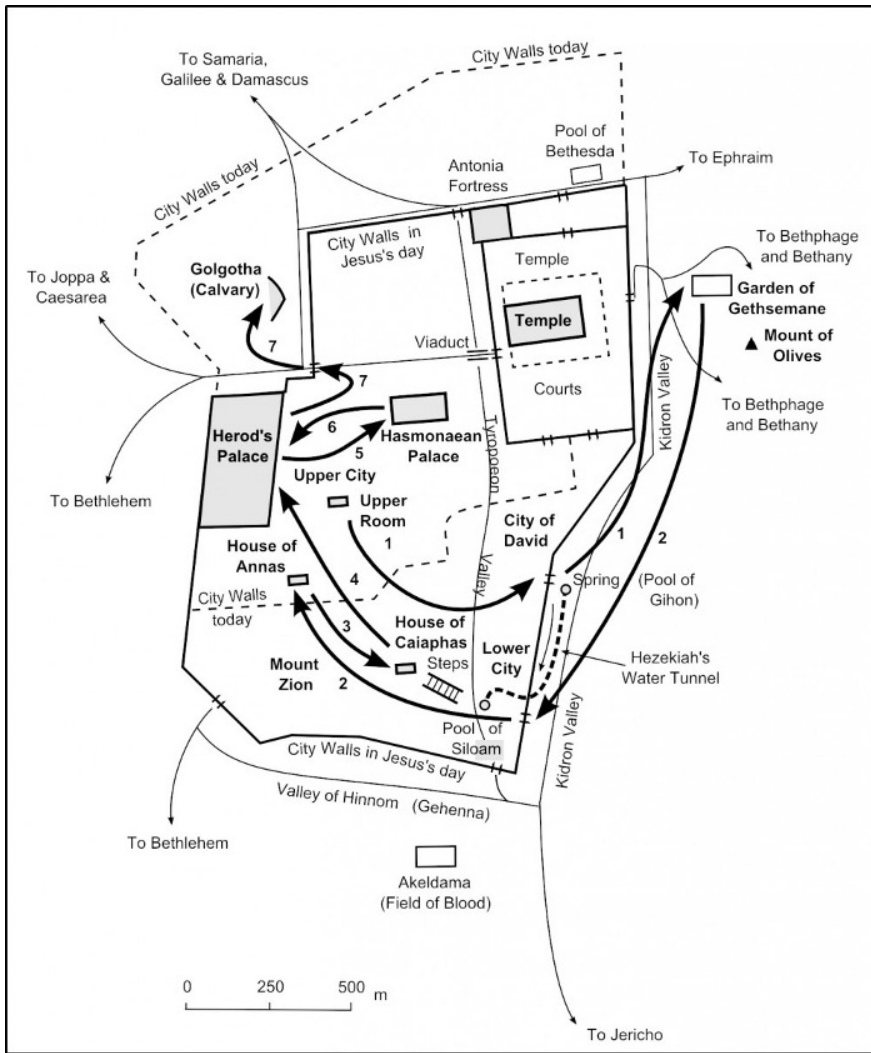 To Samaria,
Galilee & Damascus
City Walls today
Pool of
Bethesda
To Ephraim
Antonia
Fortress
City Walls today
City Walls in
Jesus's day
Temple
To Bethphage
and Bethany
Golgotha
(Calvary)
To Joppa &
Caesarea
Garden of
Gethsemane
Temple
Viaduct
Mount of
Olives
7
7
Courts
Kidron Valley
To Bethphage
and Bethany
6
Herod's
Palace
Hasmonaean
Palace
5
Tyropoeon
Upper City
To Bethlehem
Upper
Room
City of
David
1
1
2
House of
Annas
4
Valley
Spring (Pool of
Gihon)
City Walls
today
3
House of
Caiaphas
Lower
City
Steps
Hezekiah's
Water Tunnel
Mount
Zion
2
Pool of
Siloam
Kidron Valley
City Walls in Jesus's day
Valley of Hinnom (Gehenna)
To Bethlehem
Akeldama
(Field of Blood)
0 250 500 m
To Jericho